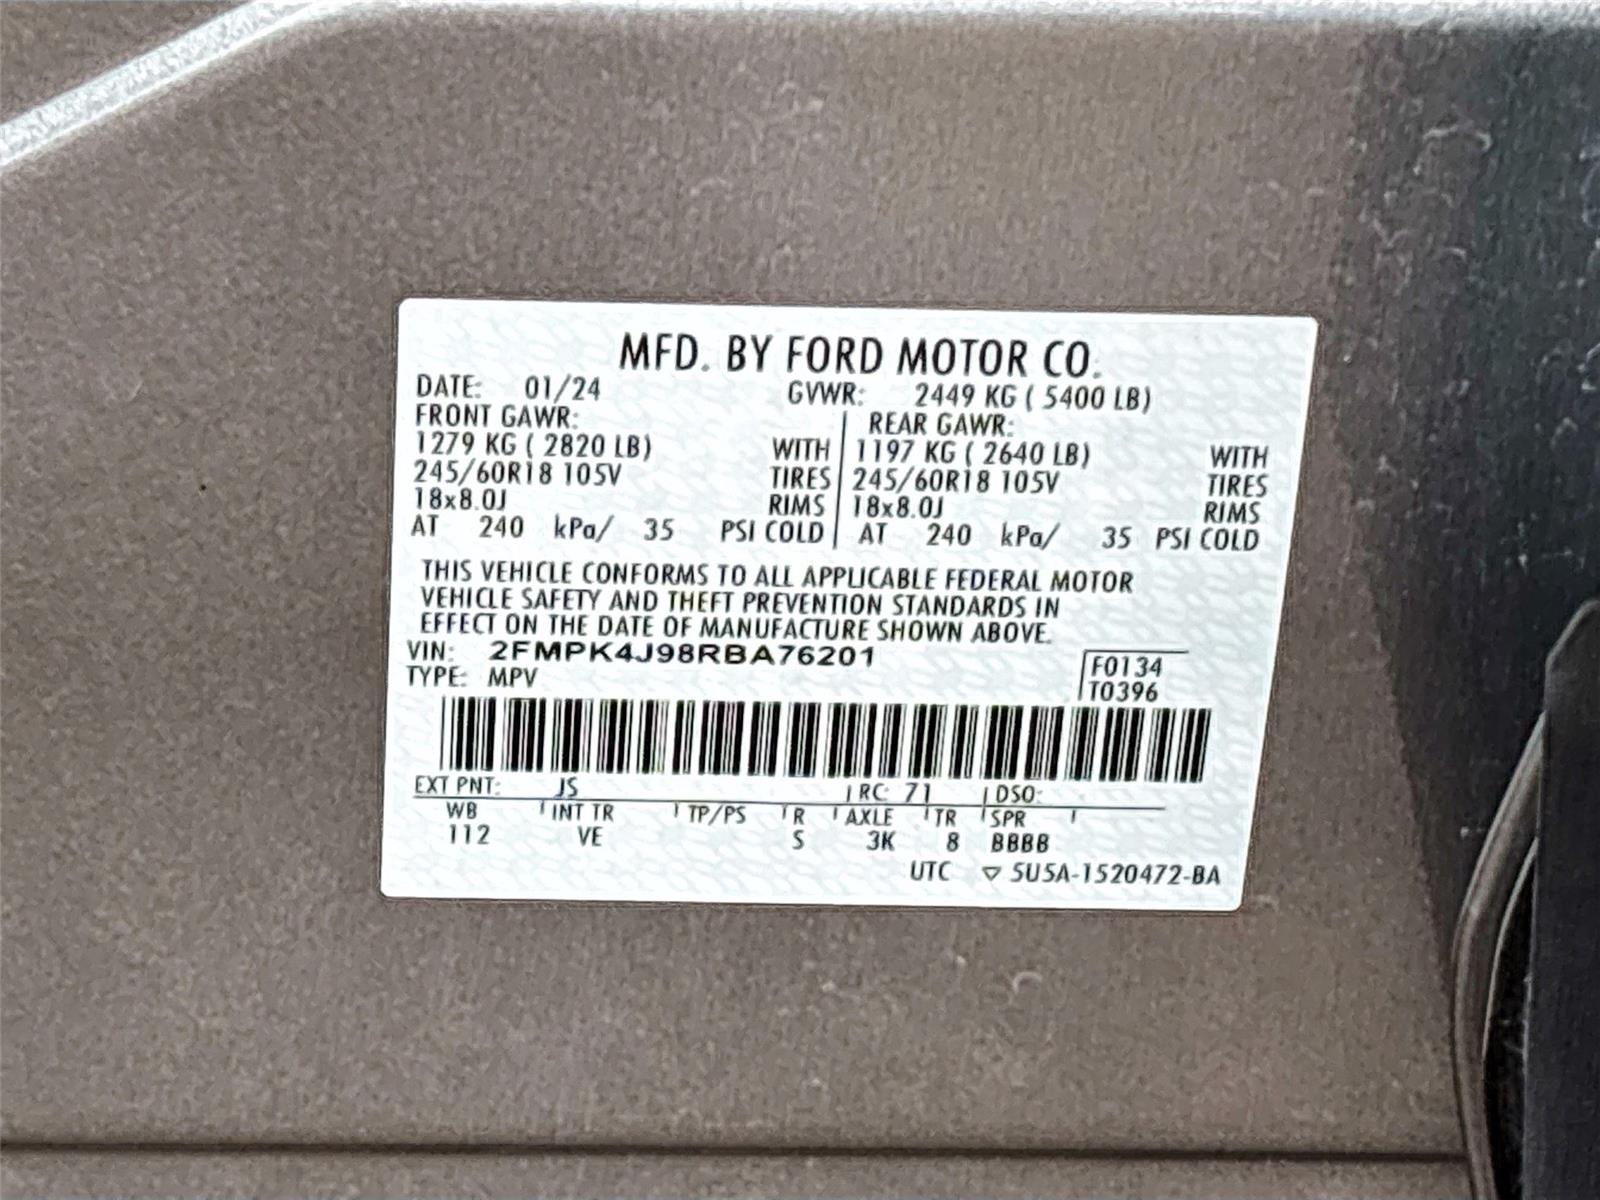 MFD. BY FORD MOTOR CO.
DATE: 01/24 GVWR: 2449 KG ( 5400 LB)
FRONT GAWR: REAR GAWR:
1279 KG ( 2820 LB) WITH 1197 KG ( 2640 LB) WITH
245/60R18 105V TIRES 245/60R18 105V TIRES
18x8.0J RIMS 18x8.0J RIMS
AT 240 kPa/ 35 PSI COLD AT 240 kPa/ 35 PSI COLD
THIS VEHICLE CONFORMS TO ALL APPLICABLE FEDERAL MOTOR
VEHICLE SAFETY AND THEFT PREVENTION STANDARDS IN
EFFECT ON THE DATE OF MANUFACTURE SHOWN ABOVE.
VIN: 2FMPK4J98RBA76201 F0134
TYPE: MPV T0396
EXT PNT: JS RC: 71 DSO:
WB INT TR TP/PS R AXLE TR SPR
112 VE S 3K 8 BBBB
UTC ▽ 5U5A-1520472-BA